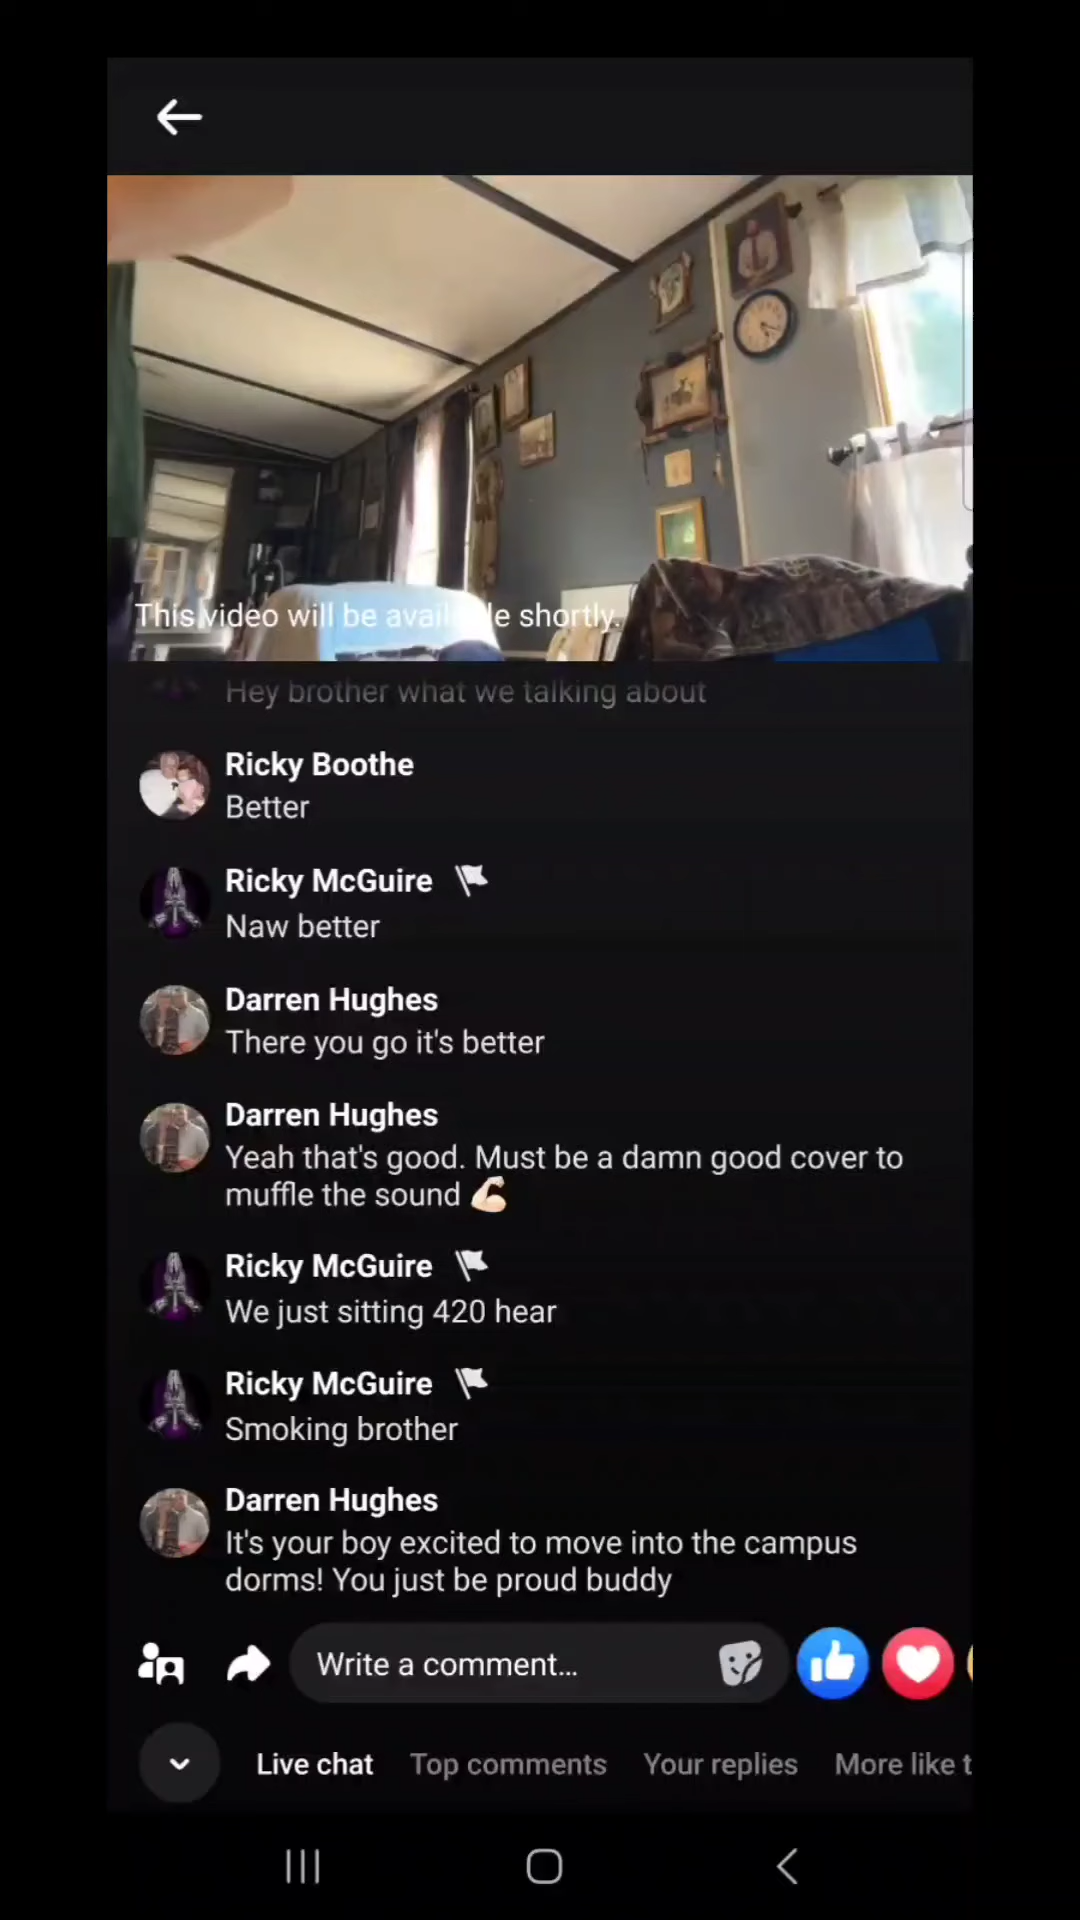 This video will be avail e shortly.
Hey brother what we talking about
Ricky Boothe
Better
Ricky McGuire
Naw better
Darren Hughes
There you go it's better
Darren Hughes
Yeah that's good. Must be a damn good cover to
muffle the sound
Ricky McGuire
We just sitting 420 hear
Ricky McGuire
Smoking brother
Darren Hughes
It's your boy excited to move into the campus
dorms! You just be proud buddy
Write a comment...
Live chat Top comments Your replies More like t